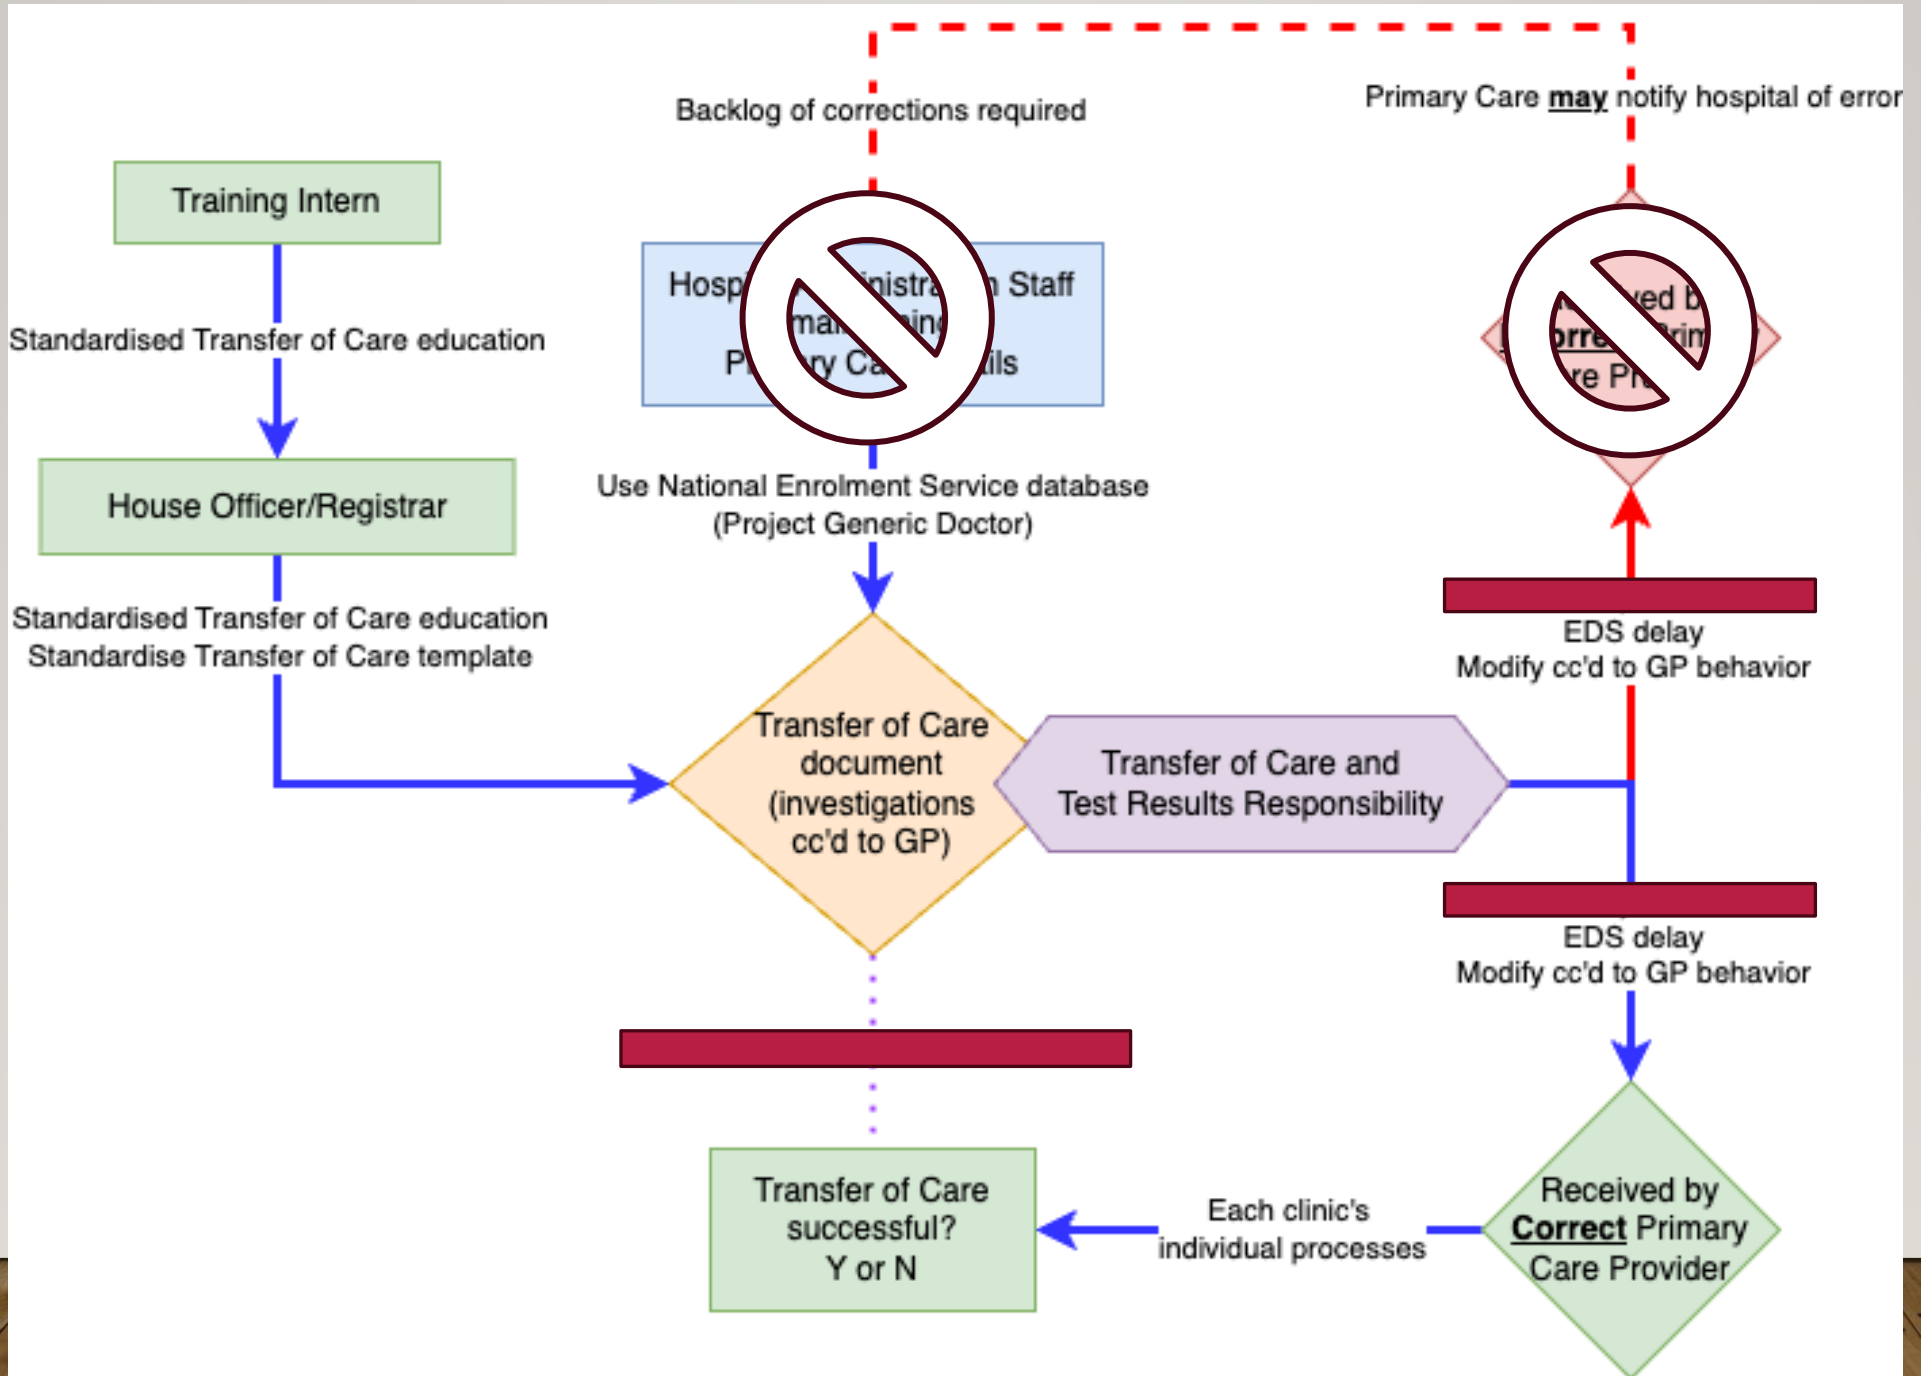 Backlog of corrections required
Primary Care may notify hospital of error
Training Intern
Staff
Standardised Transfer of Care education
House Officer/Registrar
Use National Enrolment Service database
(Project Generic Doctor)
Standardised Transfer of Care education
Standardise Transfer of Care template
EDS delay
Modify cc'd to GP behavior
Transfer of Care
document
(investigations
cc'd to GP)
Transfer of Care and
Test Results Responsibility
EDS delay
Modify cc'd to GP behavior
Transfer of Care
successful?
Y or N
Each clinic's
individual processes
Received by
Correct Primary
Care Provider